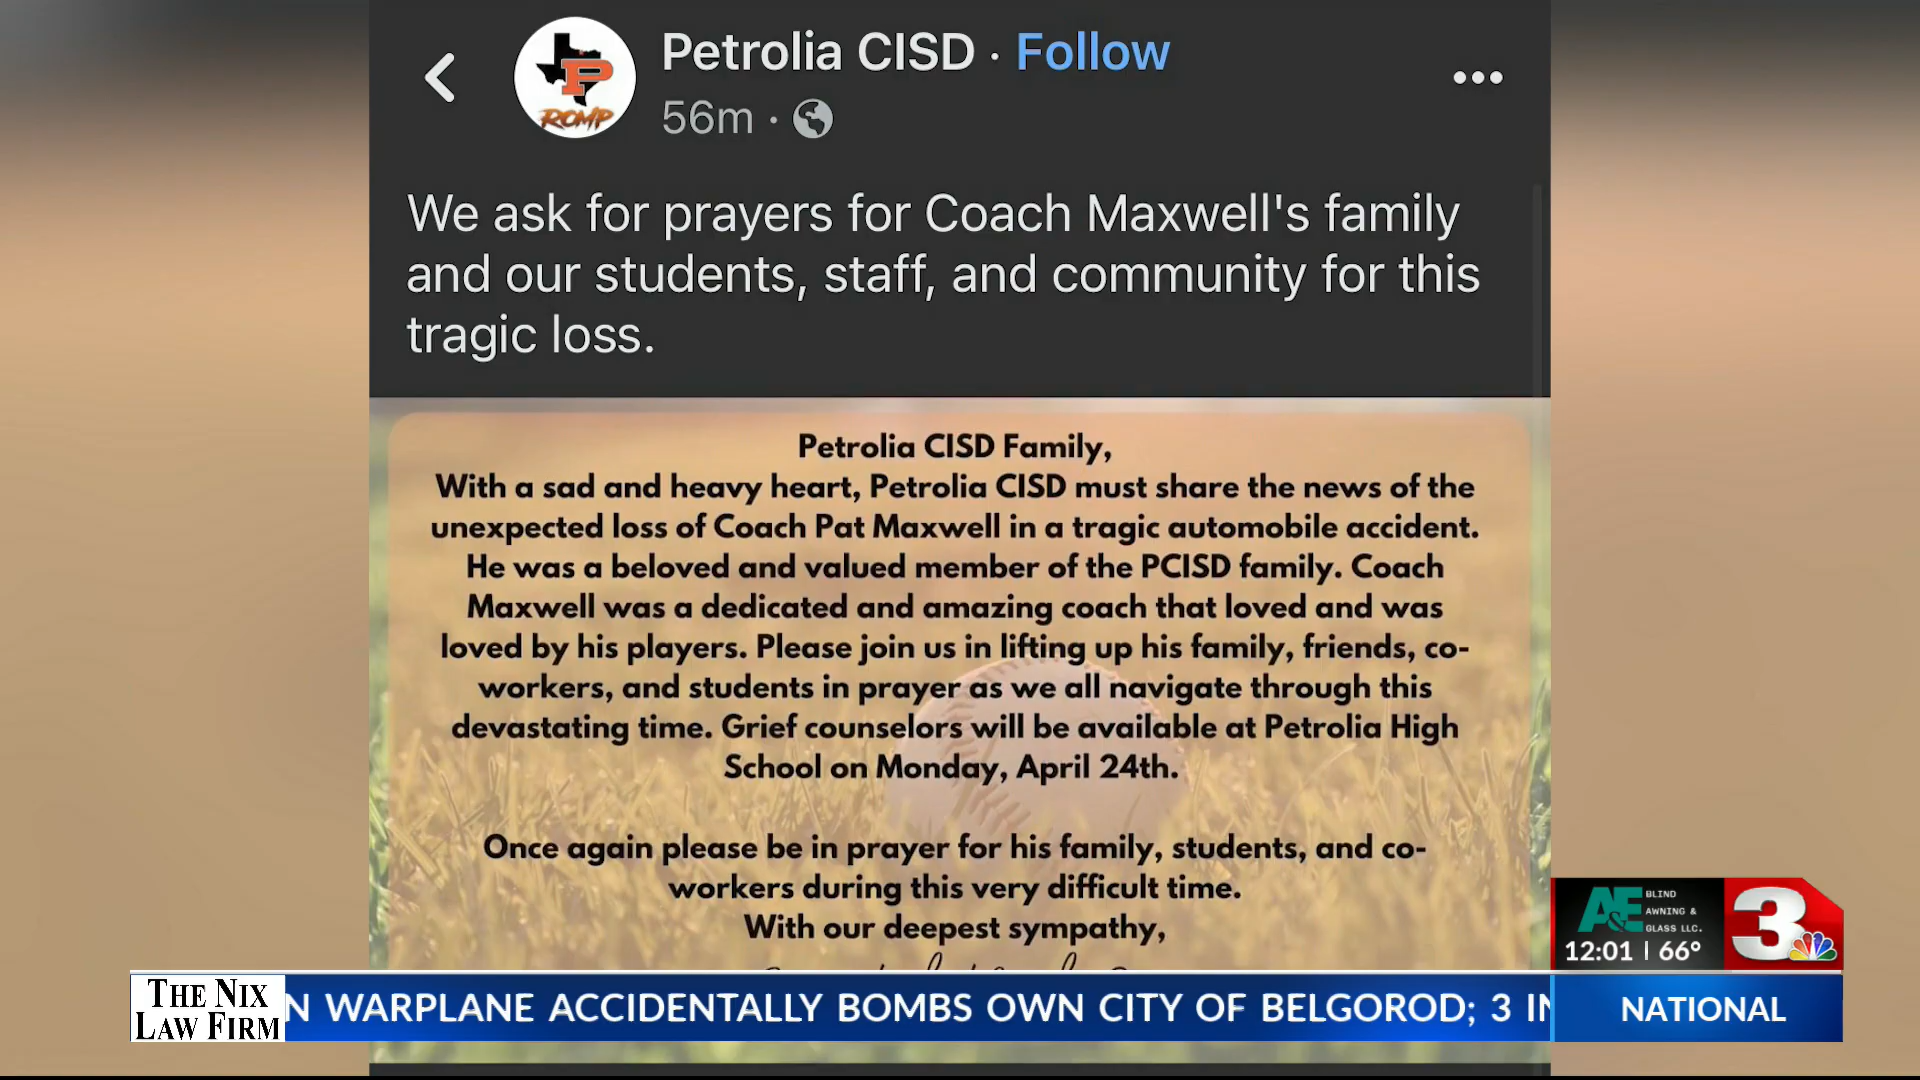 Petrolia CISD · Follow
56m ·
P
ROMP
We ask for prayers for Coach Maxwell's family
and our students, staff, and community for this
tragic loss.
Petrolia CISD Family,
With a sad and heavy heart, Petrolia CISD must share the news of the
unexpected loss of Coach Pat Maxwell in a tragic automobile accident.
He was a beloved and valued member of the PCISD family. Coach
Maxwell was a dedicated and amazing coach that loved and was
loved by his players. Please join us in lifting up his family, friends, co-
workers, and students in prayer as we all navigate through this
devastating time. Grief counselors will be available at Petrolia High
School on Monday, April 24th.
Once again please be in prayer for his family, students, and co-
workers during this very difficult time.
With our deepest sympathy,
A&E BLIND
AWNING &
GLASS LLC.
12:01 | 66°
3
THE NIX
LAW FIRM
N WARPLANE ACCIDENTALLY BOMBS OWN CITY OF BELGOROD; 3 IN
NATIONAL